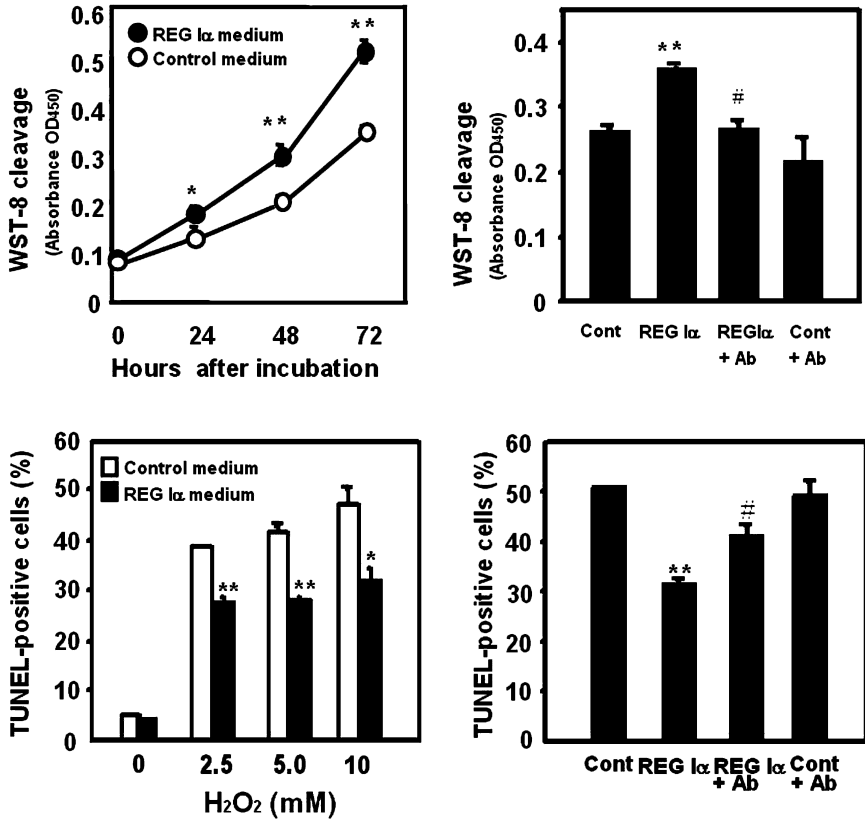 0.6
0.5
0.4
0.3
0.2
0.1
0
WST-8 cleavage
(Absorbance OD450)
REG Iα medium
Control medium
*
**
**
0 24 48 72
Hours after incubation
0.4
0.3
0.2
0.1
0
WST-8 cleavage
(Absorbance OD450)
**
#
Cont REG Iα REGIα Cont
+ Ab + Ab
60
50
40
30
20
10
0
TUNEL-positive cells (%)
Control medium
REG Iα medium
**
**
*
0 2.5 5.0 10
H2O2 (mM)
60
50
40
30
20
10
0
TUNEL-positive cells (%)
**
#
Cont REG Iα REG Iα Cont
+ Ab + Ab